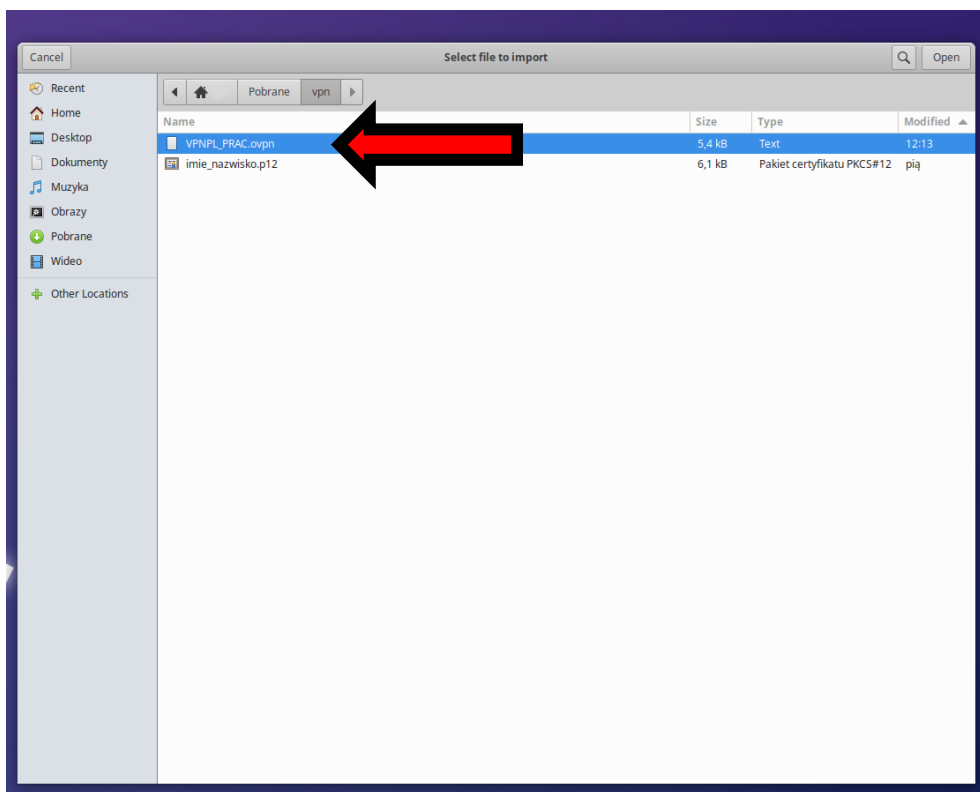 Cancel
Select file to import
Open
Recent
Home
Desktop
Dokumenty
Muzyka
Obrazy
Pobrane
Wideo
Other Locations
Pobrane vpn
Name Size Type Modified
VPNPL_PRAC.ovpn 5,4 kB Text 12:13
imie_nazwisko.p12 6,1 kB Pakiet certyfikatu PKCS#12 pią